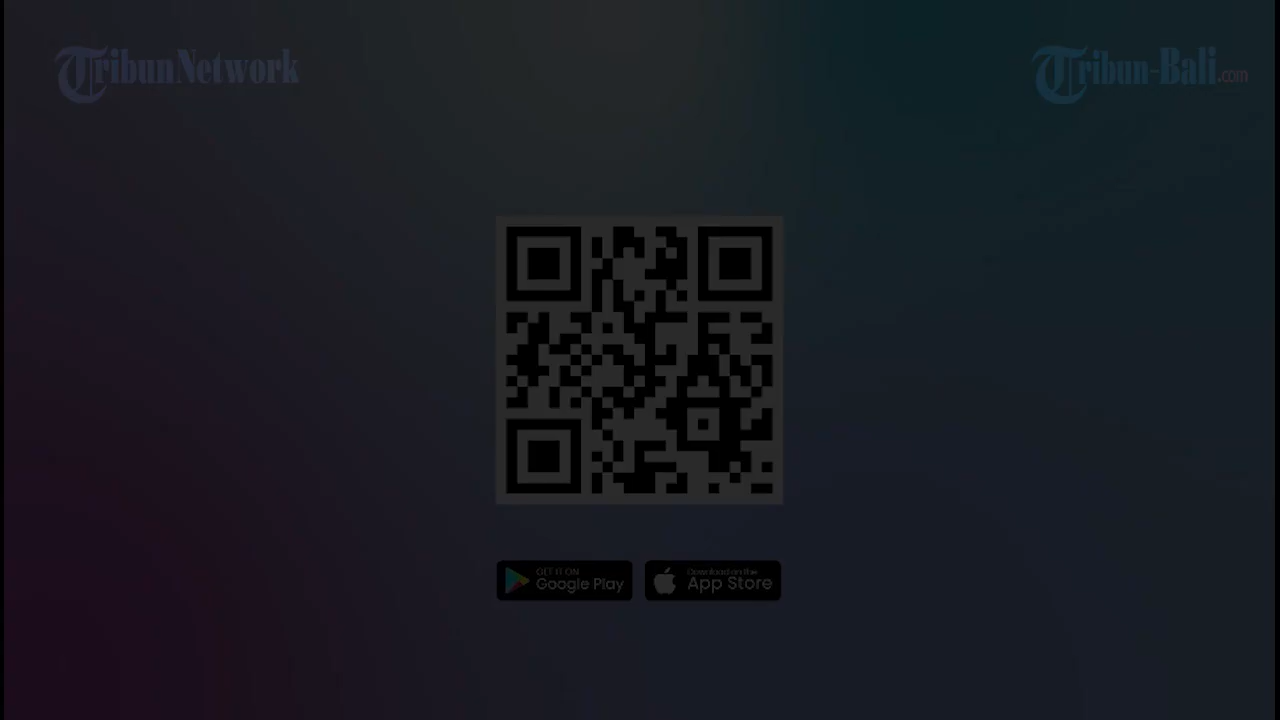 TribunNetwork
Tribun-Bali.com
GET IT ON
Google Play
Download on the
App Store